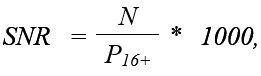 SNR = N / P16+ * 1000,